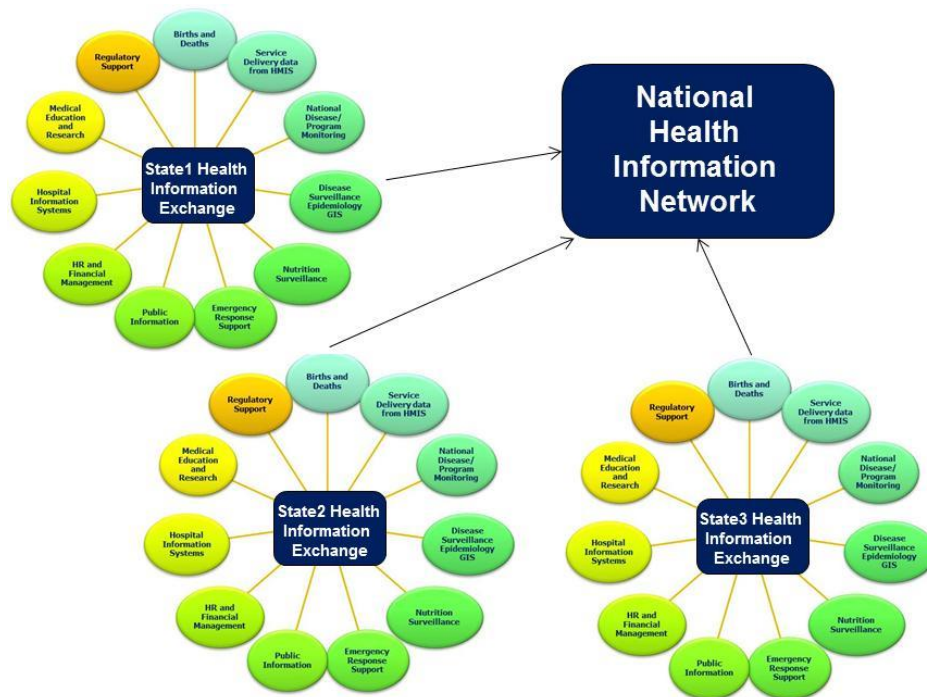 Births and
Deaths
Service
Delivery data
from HMIS
National
Disease/
Program
Monitoring
Disease
Surveillance
Epidemiology
GIS
Nutrition
Surveillance
Emergency
Response
Support
Public
Information
HR and
Financial
Management
Hospital
Information
Systems
Medical
Education
and
Research
Regulatory
Support
State1 Health
Information
Exchange
National
Health
Information
Network
Births and
Deaths
Service
Delivery data
from HMIS
National
Disease/
Program
Monitoring
Disease
Surveillance
Epidemiology
GIS
Nutrition
Surveillance
Emergency
Response
Support
Public
Information
HR and
Financial
Management
Hospital
Information
Systems
Medical
Education
and
Research
Regulatory
Support
State2 Health
Information
Exchange
Births and
Deaths
Service
Delivery data
from HMIS
National
Disease/
Program
Monitoring
Disease
Surveillance
Epidemiology
GIS
Nutrition
Surveillance
Emergency
Response
Support
Public
Information
HR and
Financial
Management
Hospital
Information
Systems
Medical
Education
and
Research
Regulatory
Support
State3 Health
Information
Exchange